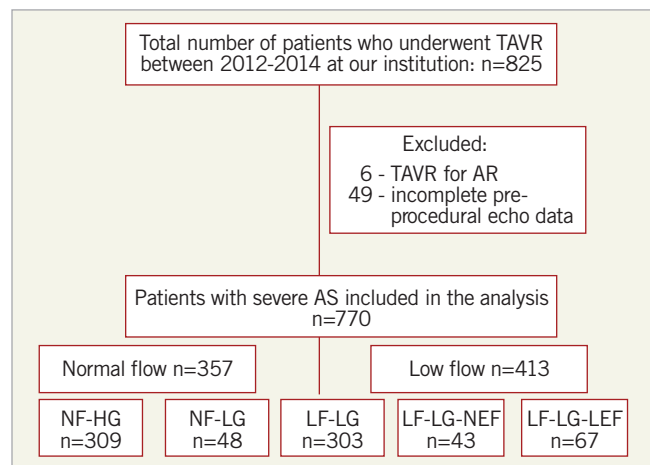 Total number of patients who underwent TAVR
between 2012-2014 at our institution: n=825
Excluded:
6 - TAVR for AR
49 - incomplete pre-
procedural echo data
Patients with severe AS included in the analysis
n=770
Normal flow n=357
Low flow n=413
NF-HG
n=309
NF-LG
n=48
LF-LG
n=303
LF-LG-NEF
n=43
LF-LG-LEF
n=67